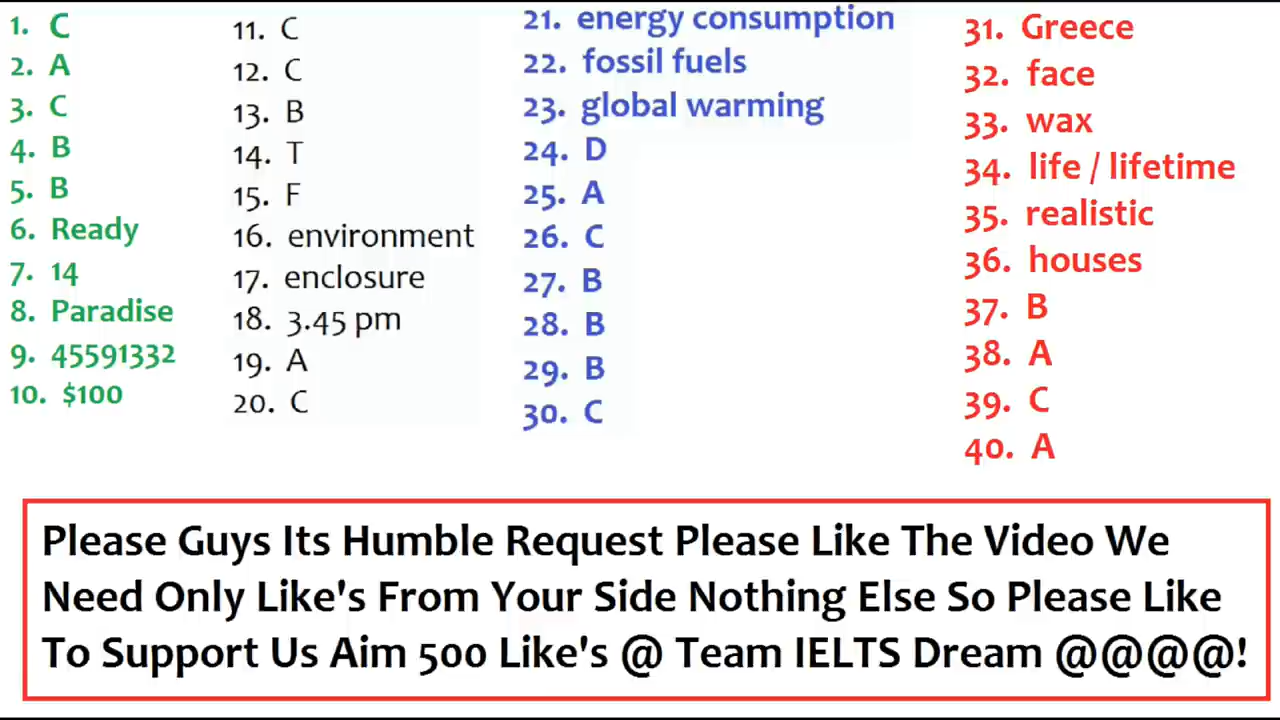 1. C
2. A
3. C
4. B
5. B
6. Ready
7. 14
8. Paradise
9. 45591332
10. $100
11. C
12. C
13. B
14. T
15. F
16. environment
17. enclosure
18. 3.45 pm
19. A
20. C
21. energy consumption
22. fossil fuels
23. global warming
24. D
25. A
26. C
27. B
28. B
29. B
30. C
31. Greece
32. face
33. wax
34. life / lifetime
35. realistic
36. houses
37. B
38. A
39. C
40. A
Please Guys Its Humble Request Please Like The Video We
Need Only Like's From Your Side Nothing Else So Please Like
To Support Us Aim 500 Like's @ Team IELTS Dream @@@@!